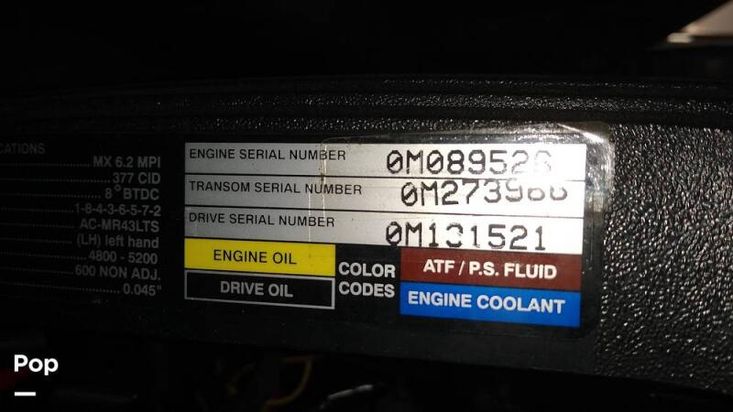 CATIONS
MX 6.2 MPI
377 CID
8° BTDC
1-8-4-3-6-5-7-2
AC-MR43LTS
(LH) left hand
4800 - 5200
600 NON ADJ.
0.045"
ENGINE SERIAL NUMBER
TRANSOM SERIAL NUMBER
DRIVE SERIAL NUMBER 0M131521
ENGINE OIL
DRIVE OIL
COLOR CODES
ATF / P.S. FLUID
ENGINE COOLANT
Pop